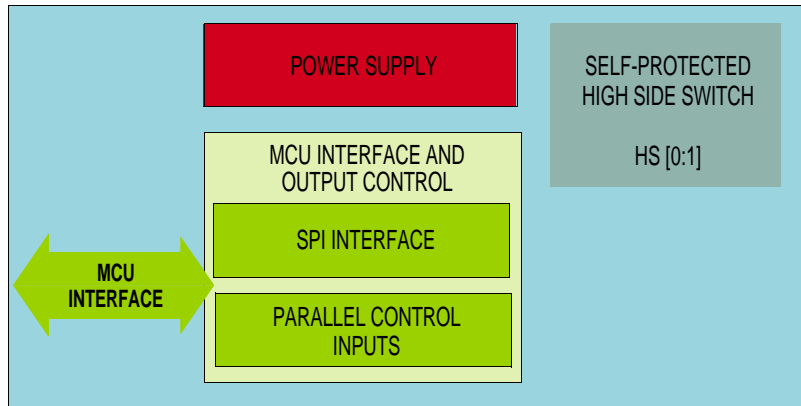 POWER SUPPLY
SELF-PROTECTED
HIGH SIDE SWITCH
HS [0:1]
MCU INTERFACE AND
OUTPUT CONTROL
SPI INTERFACE
MCU
INTERFACE
PARALLEL CONTROL
INPUTS